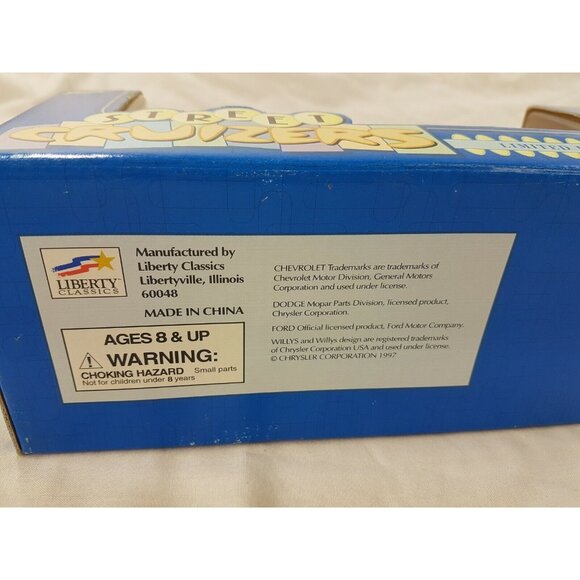 STREET
CRUIZERS
LIMITED
LIBERTY
CLASSICS
Manufactured by
Liberty Classics
Libertyville, Illinois
60048
MADE IN CHINA
AGES 8 & UP
WARNING:
CHOKING HAZARD Small parts
Not for children under 8 years
CHEVROLET Trademarks are trademarks of
Chevrolet Motor Division, General Motors
Corporation and used under license.
DODGE Mopar Parts Division, licensed product,
Chrysler Corporation.
FORD Official licensed product, Ford Motor Company.
WILLYS and Willys design are registered trademarks
of Chrysler Corporation USA and used under license.
© CHRYSLER CORPORATION 1997